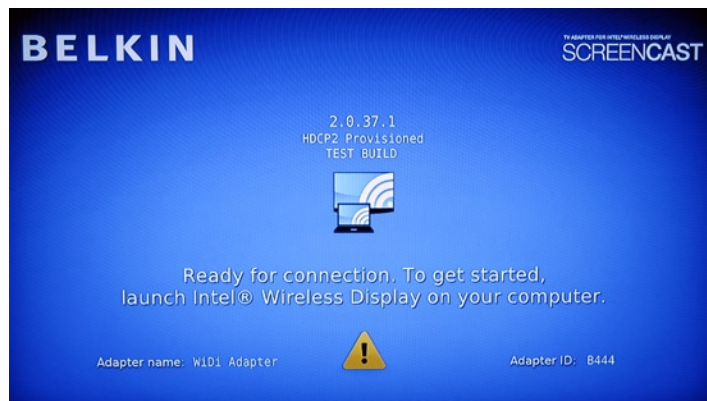 BELKIN
TV ADAPTER FOR INTEL® WIRELESS DISPLAY
SCREENCAST
2.0.37.1
HDCP2 Provisioned
TEST BUILD
Ready for connection. To get started,
launch Intel® Wireless Display on your computer.
Adapter name: WiDi Adapter
Adapter ID: B444